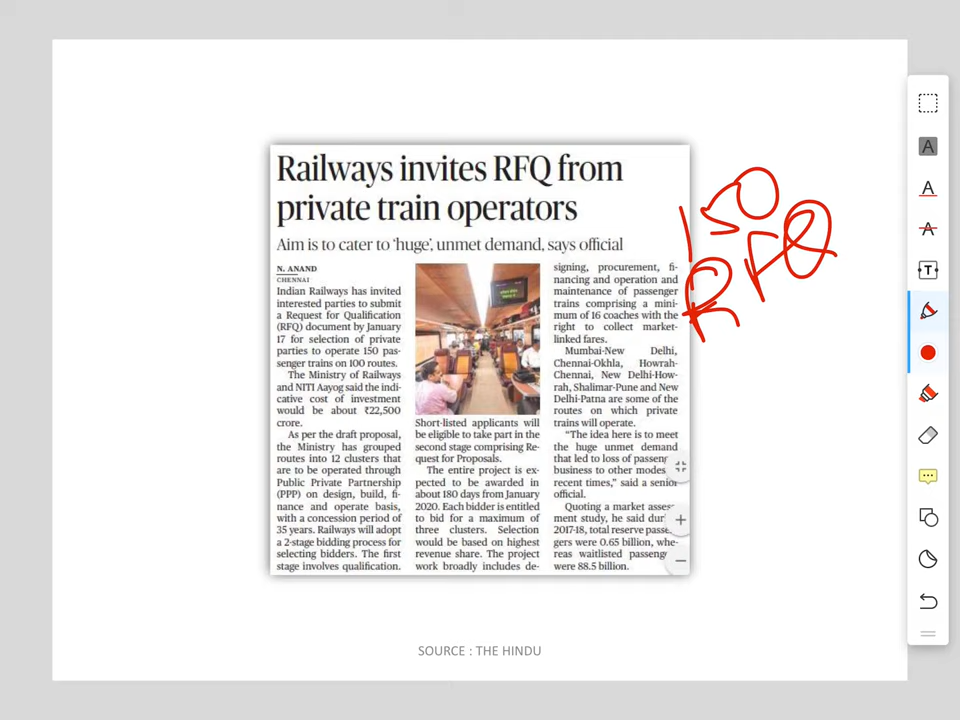 Railways invites RFQ from
private train operators
Aim is to cater to ‘huge’, unmet demand, says official
N. ANAND
CHENNAI
Indian Railways has invited
interested parties to submit
a Request for Qualification
(RFQ) document by January
17 for selection of private
parties to operate 150 pas-
senger trains on 100 routes.
The Ministry of Railways
and NITI Aayog said the indi-
cative cost of investment
would be about ₹22,500
crore.
As per the draft proposal,
the Ministry has grouped
routes into 12 clusters that
are to be operated through
Public Private Partnership
(PPP) on design, build, fi-
nance and operate basis,
with a concession period of
35 years. Railways will adopt
a 2-stage bidding process for
selecting bidders. The first
stage involves qualification.
Short-listed applicants will
be eligible to take part in the
second stage comprising Re-
quest for Proposals.
The entire project is ex-
pected to be awarded in
about 180 days from January
2020. Each bidder is entitled
to bid for a maximum of
three clusters. Selection
would be based on highest
revenue share. The project
work broadly includes de-
signing, procurement, fi-
nancing and operation and
maintenance of passenger
trains comprising a mini-
mum of 16 coaches with the
right to collect market-
linked fares.
Mumbai-New Delhi,
Chennai-Okhla, Howrah-
Chennai, New Delhi-How-
rah, Shalimar-Pune and New
Delhi-Patna are some of the
routes on which private
trains will operate.
“The idea here is to meet
the huge unmet demand
that led to loss of passeng
business to other modes
recent times,” said a senior
official.
Quoting a market assess
ment study, he said durin
2017-18, total reserve passen
gers were 0.65 billion, whe-
reas waitlisted passenge
were 88.5 billion.
150
RFQ
SOURCE : THE HINDU
A
A
A
T